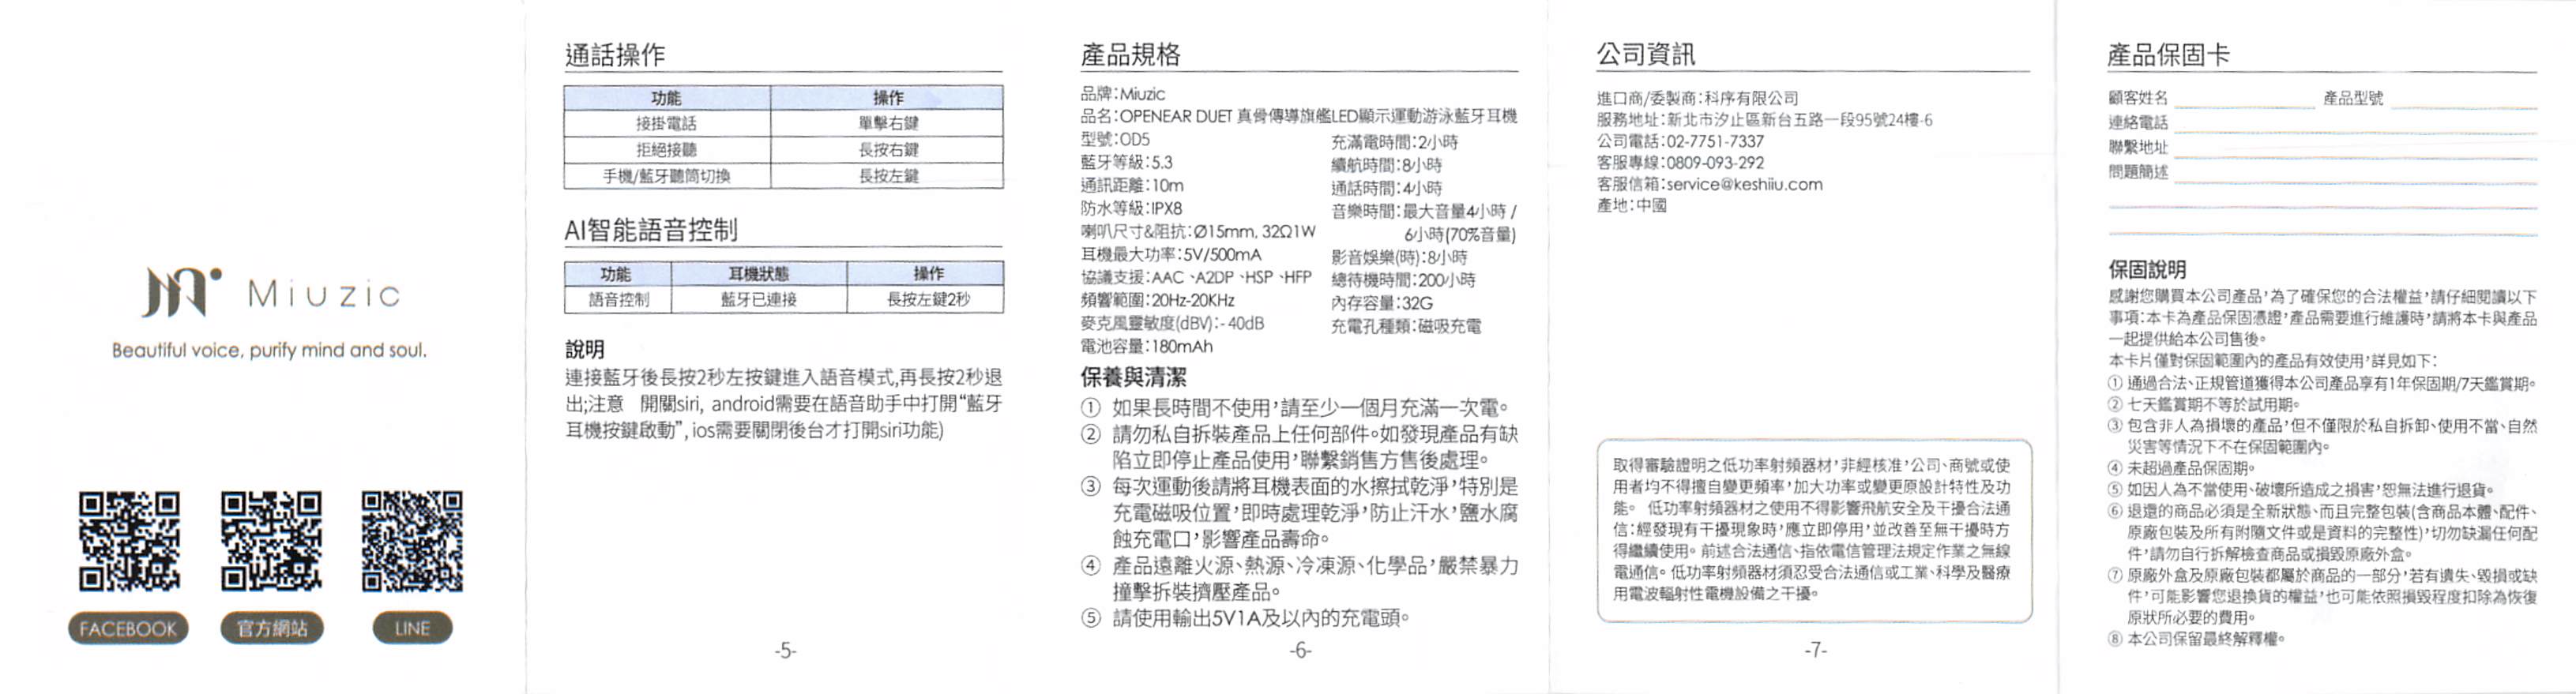 Miuzic
Beautiful voice, purify mind and soul.
FACEBOOK
官方網站
LINE
通話操作
功能 操作
接掛電話 單擊右鍵
拒絕接聽 長按右鍵
手機/藍牙聽筒切換 長按左鍵
AI智能語音控制
功能 耳機狀態 操作
語音控制 藍牙已連接 長按左鍵2秒
說明
連接藍牙後長按2秒左按鍵進入語音模式,再長按2秒退
出;注意 開關siri, android需要在語音助手中打開“藍牙
耳機按鍵啟動”, ios需要關閉後台才打開siri功能)
-5-
產品規格
品牌:Miuzic
品名:OPENEAR DUET 真骨傳導旗艦LED顯示運動游泳藍牙耳機
型號:OD5
藍牙等級:5.3
通訊距離:10m
防水等級:IPX8
喇叭尺寸&阻抗:Ø15mm, 32Ω1W
耳機最大功率:5V/500mA
協議支援:AAC、A2DP、HSP、HFP
頻響範圍:20Hz-20KHz
麥克風靈敏度(dBV):- 40dB
電池容量:180mAh
充滿電時間:2小時
續航時間:8小時
通話時間:4小時
音樂時間:最大音量4小時 /
6小時(70%音量)
影音娛樂(時):8小時
總待機時間:200小時
內存容量:32G
充電孔種類:磁吸充電
保養與清潔
① 如果長時間不使用,請至少一個月充滿一次電。
② 請勿私自拆裝產品上任何部件。如發現產品有缺
陷立即停止產品使用,聯繫銷售方售後處理。
③ 每次運動後請將耳機表面的水擦拭乾淨,特別是
充電磁吸位置,即時處理乾淨,防止汗水,鹽水腐
蝕充電口,影響產品壽命。
④ 產品遠離火源、熱源、冷凍源、化學品,嚴禁暴力
撞擊拆裝擠壓產品。
⑤ 請使用輸出5V1A及以內的充電頭。
-6-
公司資訊
進口商/委製商:科序有限公司
服務地址:新北市汐止區新台五路一段95號24樓-6
公司電話:02-7751-7337
客服專線:0809-093-292
客服信箱:service@keshiiu.com
產地:中國
取得審驗證明之低功率射頻器材,非經核准,公司、商號或使
用者均不得擅自變更頻率,加大功率或變更原設計特性及功
能。 低功率射頻器材之使用不得影響飛航安全及干擾合法通
信:經發現有干擾現象時,應立即停用,並改善至無干擾時方
得繼續使用。前述合法通信、指依電信管理法規定作業之無線
電通信。低功率射頻器材須忍受合法通信或工業、科學及醫療
用電波輻射性電機設備之干擾。
-7-
產品保固卡
顧客姓名 產品型號
連絡電話
聯繫地址
問題簡述
保固說明
感謝您購買本公司產品,為了確保您的合法權益,請仔細閱讀以下
事項:本卡為產品保固憑證,產品需要進行維護時,請將本卡與產品
一起提供給本公司售後。
本卡片僅對保固範圍內的產品有效使用,詳見如下:
① 通過合法、正規管道獲得本公司產品享有1年保固期/7天鑑賞期。
② 七天鑑賞期不等於試用期。
③ 包含非人為損壞的產品,但不僅限於私自拆卸、使用不當、自然
災害等情況下不在保固範圍內。
④ 未超過產品保固期。
⑤ 如因人為不當使用、破壞所造成之損害,恕無法進行退貨。
⑥ 退還的商品必須是全新狀態、而且完整包裝(含商品本體、配件、
原廠包裝及所有附隨文件或是資料的完整性),切勿缺漏任何配
件,請勿自行拆解檢查商品或損毀原廠外盒。
⑦ 原廠外盒及原廠包裝都屬於商品的一部分,若有遺失、毀損或缺
件,可能影響您退換貨的權益,也可能依照損毀程度扣除為恢復
原狀所必要的費用。
⑧ 本公司保留最終解釋權。